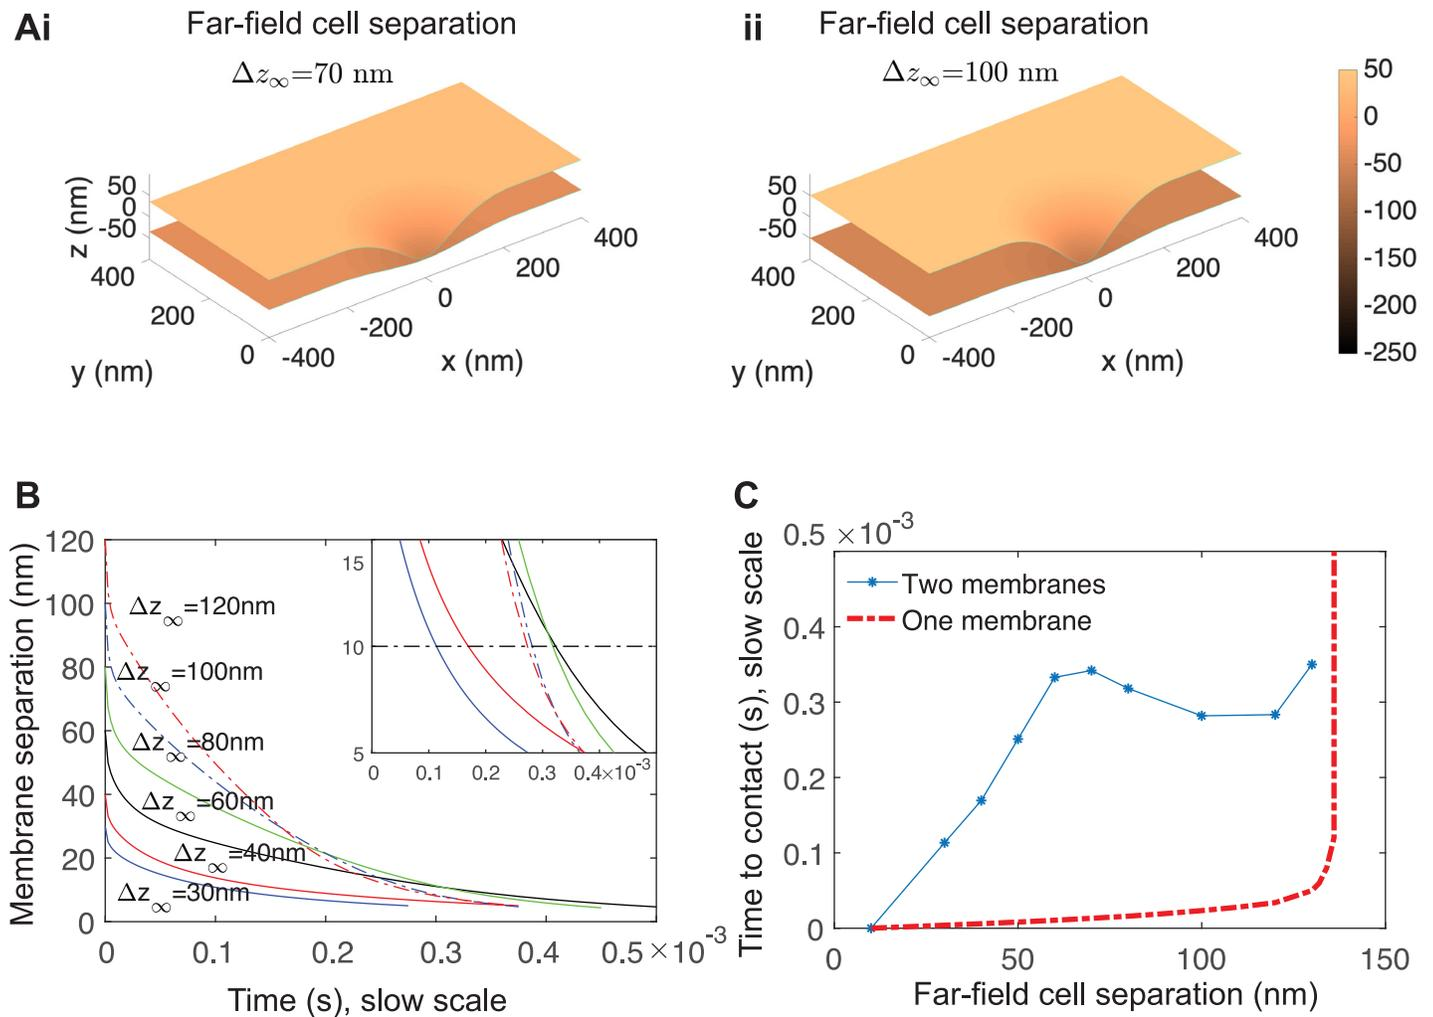 Ai
Far-field cell separation
Δz∞=70 nm
z (nm)
50
0
-50
400
200
0
y (nm)
-400
-200
0
200
400
x (nm)
ii
Far-field cell separation
Δz∞=100 nm
50
0
-50
400
200
0
y (nm)
-400
-200
0
200
400
x (nm)
50
0
-50
-100
-150
-200
-250
B
Membrane separation (nm)
120
100
80
60
40
20
0
Δz∞=120nm
Δz∞=100nm
Δz∞=80nm
Δz∞=60nm
Δz∞=40nm
Δz∞=30nm
15
10
5
0 0.1 0.2 0.3 0.4×10-3
0 0.1 0.2 0.3 0.4 0.5×10-3
Time (s), slow scale
C
Time to contact (s), slow scale
0.5 ×10-3
0.4
0.3
0.2
0.1
0
Two membranes
One membrane
0 50 100 150
Far-field cell separation (nm)